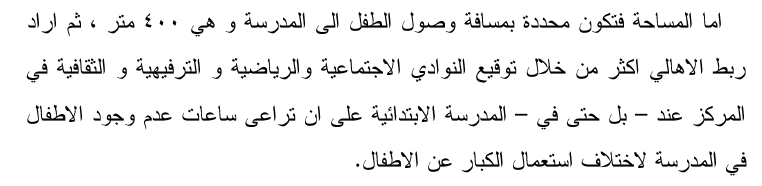 اما المساحة فتكون محددة بمسافة وصول الطفل الى المدرسة و هي ٤٠٠ متر ، ثم اراد
ربط الاهالي اكثر من خلال توقيع النوادي الاجتماعية والرياضية و الترفيهية و الثقافية في
المركز عند – بل حتى في – المدرسة الابتدائية على ان تراعى ساعات عدم وجود الاطفال
في المدرسة لاختلاف استعمال الكبار عن الاطفال.